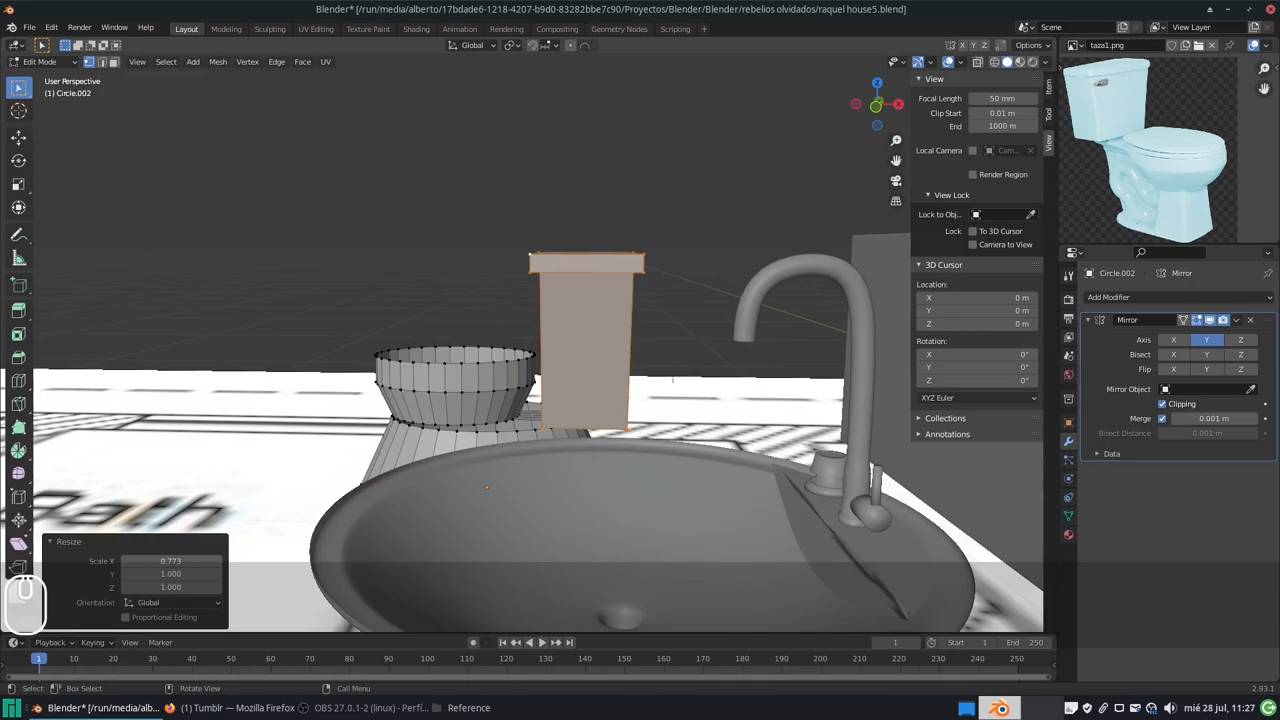 Blender* [/run/media/alberto/17bdade6-1218-4207-b9d0-83282bbe7c90/Proyectos/Blender/Blender/rebelios olvidados/raquel house5.blend]
File Edit Render Window Help Layout Modeling Sculpting UV Editing Texture Paint Shading Animation Rendering Compositing Geometry Nodes Scripting Scene View Layer
Global X Y Z Options taza1.png
Edit Mode View Select Add Mesh Vertex Edge Face UV
User Perspective
(1) Circle.002
Z
X
View
Focal Length 50 mm
Clip Start 0.01 m
End 1000 m
Local Camera Cam...
Render Region
View Lock
Lock to Obj...
Lock: To 3D Cursor
Camera to View
3D Cursor
Location:
X 0 m
Y 0 m
Z 0 m
Rotation:
X 0°
Y 0°
Z 0°
XYZ Euler
Collections
Annotations
Item
Tool
View
Circle.002 Mirror
Add Modifier
Mirror
Axis X Y Z
Bisect X Y Z
Flip X Y Z
Mirror Object
Clipping
Merge 0.001 m
Bisect Distance 0.001 m
Data
Bath
Resize
Scale X 0.773
Y 1.000
Z 1.000
Orientation Global
Proportional Editing
Playback Keying View Marker 1 Start 1 End 250
1 10 20 30 40 50 60 70 80 90 100 110 120 130 140 150 160 170 180 190 200 210 220 230 240 250
Select Box Select Rotate View Call Menu 2.93.1
Blender* [/run/media/alb... (1) Tumblr — Mozilla Firefox OBS 27.0.1-2 (linux) - Perfi... Reference mié 28 jul, 11:27